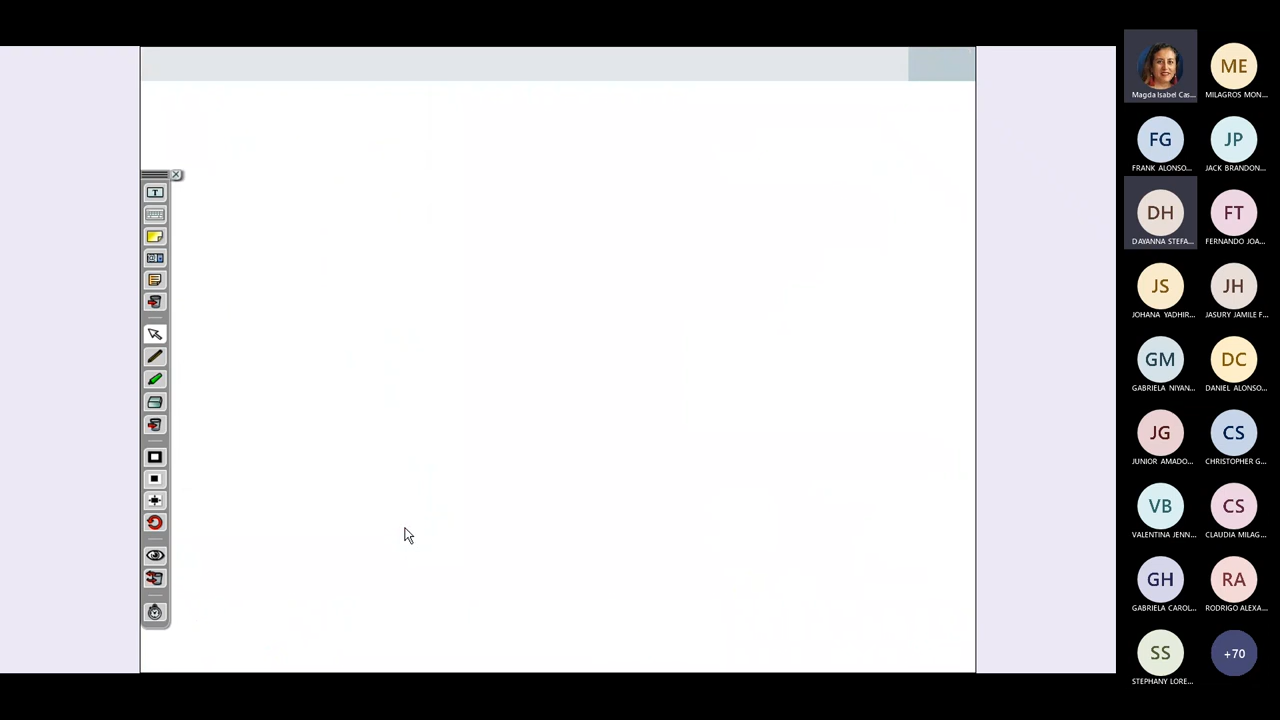 T
Magda Isabel Cas...
ME
MILAGROS MON...
FG
FRANK ALONSO...
JP
JACK BRANDON...
DH
DAYANNA STEFA...
FT
FERNANDO JOA...
JS
JOHANA YADHIR...
JH
JASURY JAMILE F...
GM
GABRIELA NIYAN...
DC
DANIEL ALONSO...
JG
JUNIOR AMADO...
CS
CHRISTOPHER G...
VB
VALENTINA JENN...
CS
CLAUDIA MILAG...
GH
GABRIELA CAROL...
RA
RODRIGO ALEXA...
SS
STEPHANY LORE...
+70